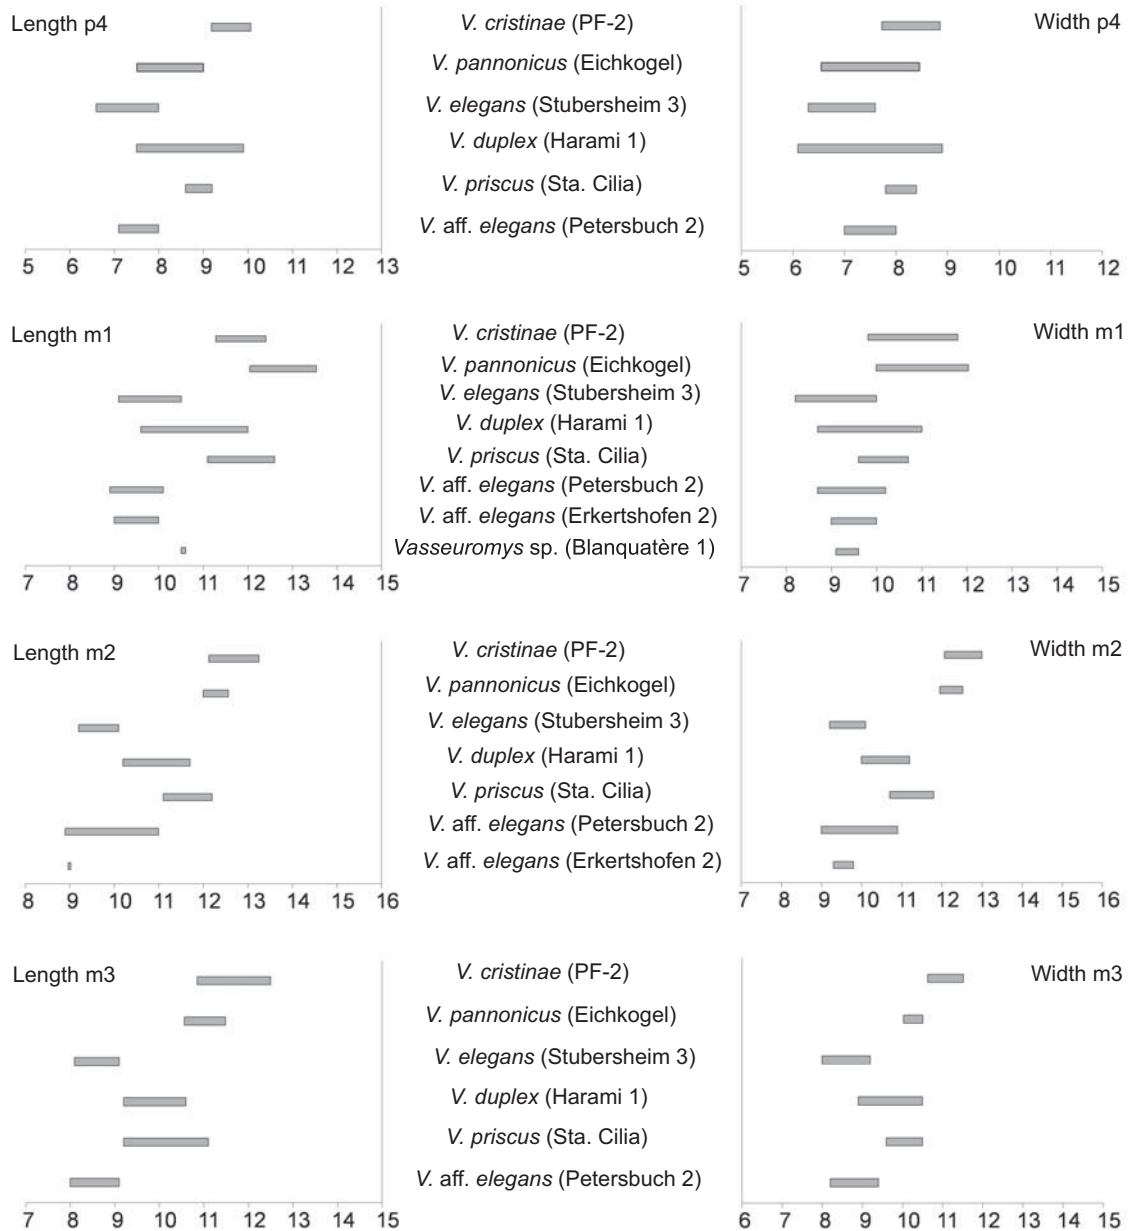 Length p4
V. cristinae (PF-2)
Width p4
V. pannonicus (Eichkogel)
V. elegans (Stubersheim 3)
V. duplex (Harami 1)
V. priscus (Sta. Cilia)
V. aff. elegans (Petersbuch 2)
5 6 7 8 9 10 11 12 13
5 6 7 8 9 10 11 12
Length m1
V. cristinae (PF-2)
Width m1
V. pannonicus (Eichkogel)
V. elegans (Stubersheim 3)
V. duplex (Harami 1)
V. priscus (Sta. Cilia)
V. aff. elegans (Petersbuch 2)
V. aff. elegans (Erkertshofen 2)
Vasseuromys sp. (Blanquatère 1)
7 8 9 10 11 12 13 14 15
7 8 9 10 11 12 13 14 15
Length m2
V. cristinae (PF-2)
Width m2
V. pannonicus (Eichkogel)
V. elegans (Stubersheim 3)
V. duplex (Harami 1)
V. priscus (Sta. Cilia)
V. aff. elegans (Petersbuch 2)
V. aff. elegans (Erkertshofen 2)
8 9 10 11 12 13 14 15 16
7 8 9 10 11 12 13 14 15 16
Length m3
V. cristinae (PF-2)
Width m3
V. pannonicus (Eichkogel)
V. elegans (Stubersheim 3)
V. duplex (Harami 1)
V. priscus (Sta. Cilia)
V. aff. elegans (Petersbuch 2)
7 8 9 10 11 12 13 14 15
6 7 8 9 10 11 12 13 14 15